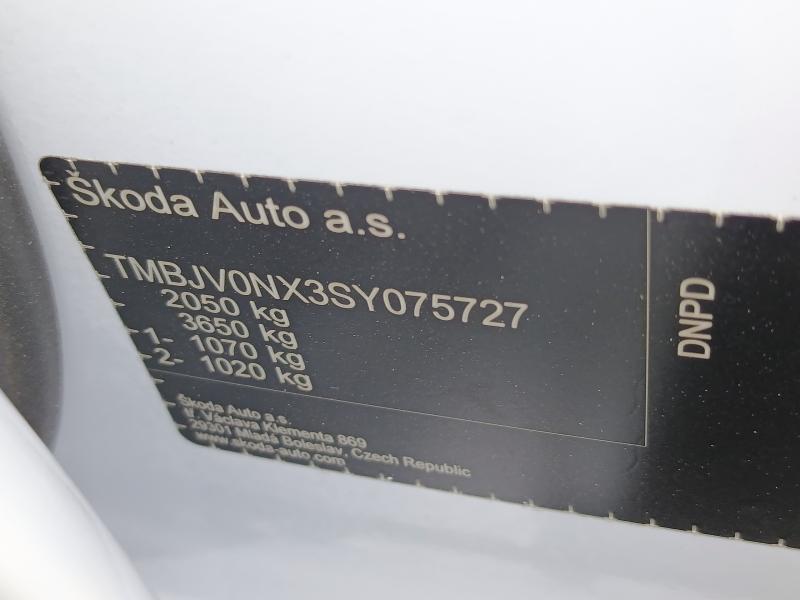 Škoda Auto a.s.
TMBJV0NX3SY075727
2050 kg
3650 kg
1- 1070 kg
2- 1020 kg
Škoda Auto a.s.
tř. Václava Klementa 869
29301 Mladá Boleslav, Czech Republic
www.skoda-auto.com
DNPD